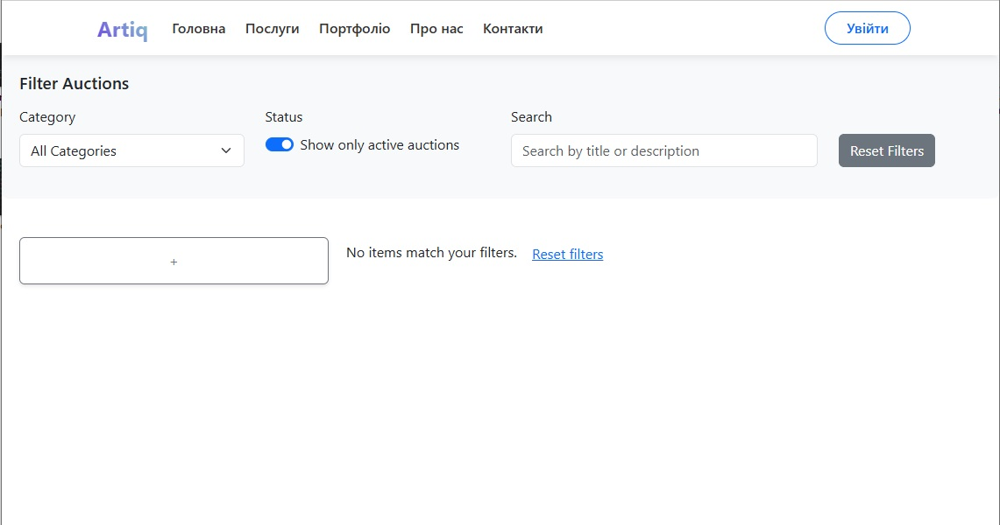 Artiq Головна Послуги Портфоліо Про нас Контакти Увійти
Filter Auctions
Category Status Search
All Categories Show only active auctions Search by title or description Reset Filters
+ No items match your filters. Reset filters